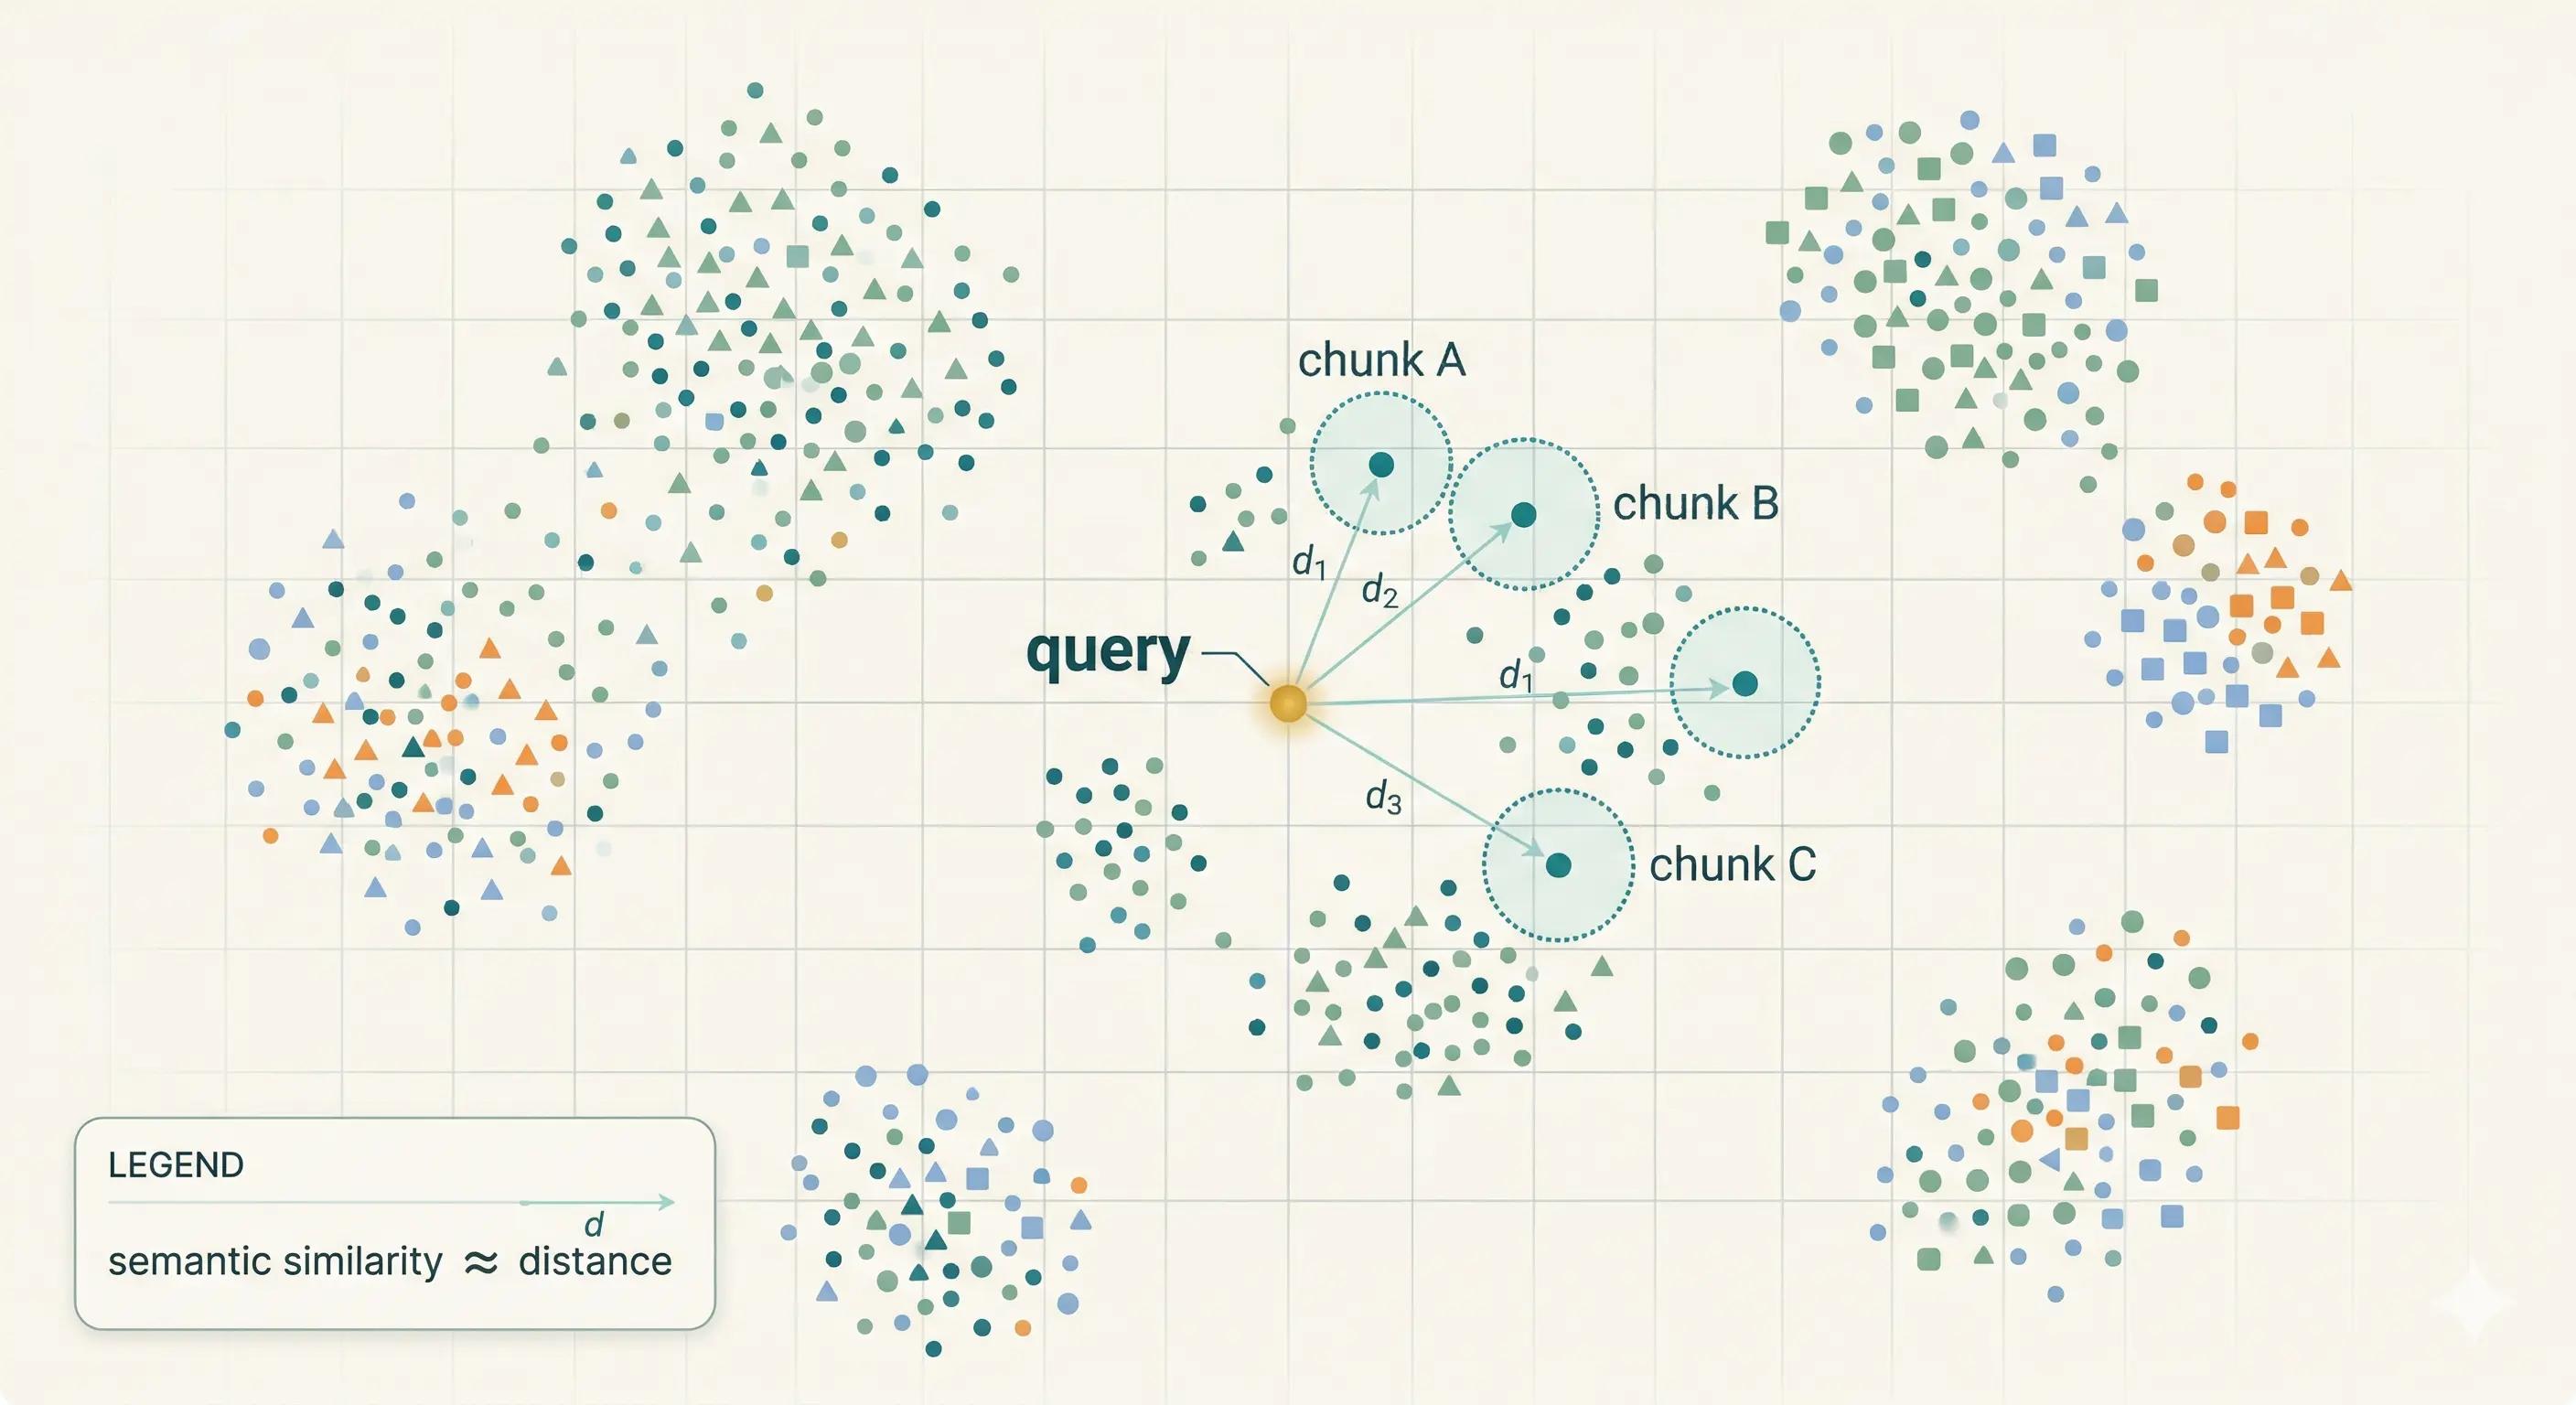 chunk A
chunk B
d₁
d₂
query
d₁
d₃
chunk C
LEGEND
d
semantic similarity ≈ distance